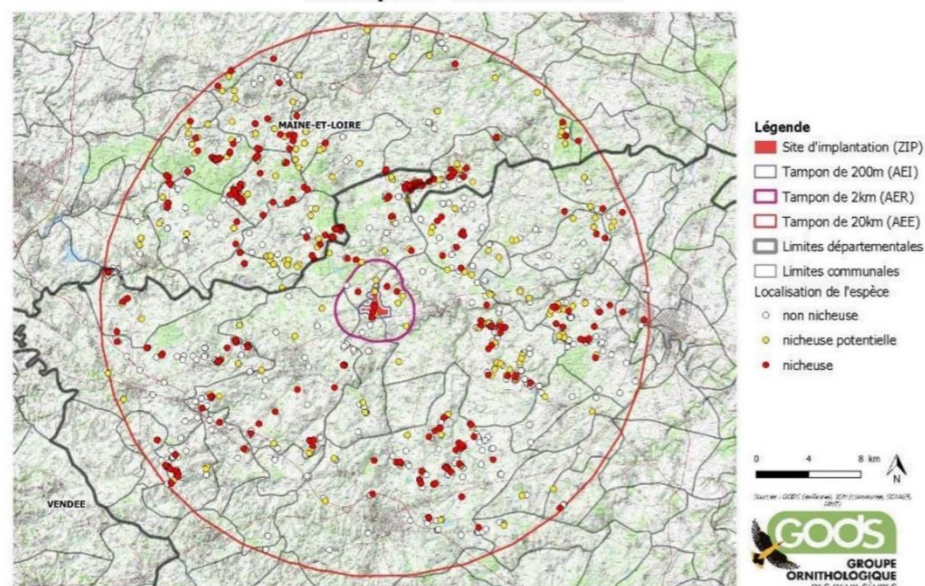 MAINE-ET-LOIRE
VENDEE
Légende
Site d'implantation (ZIP)
Tampon de 200m (AEI)
Tampon de 2km (AER)
Tampon de 20km (AEE)
Limites départementales
Limites communales
Localisation de l'espèce
non nicheuse
nicheuse potentielle
nicheuse
0 4 8 km
N
GODS
GROUPE
ORNITHOLOGIQUE